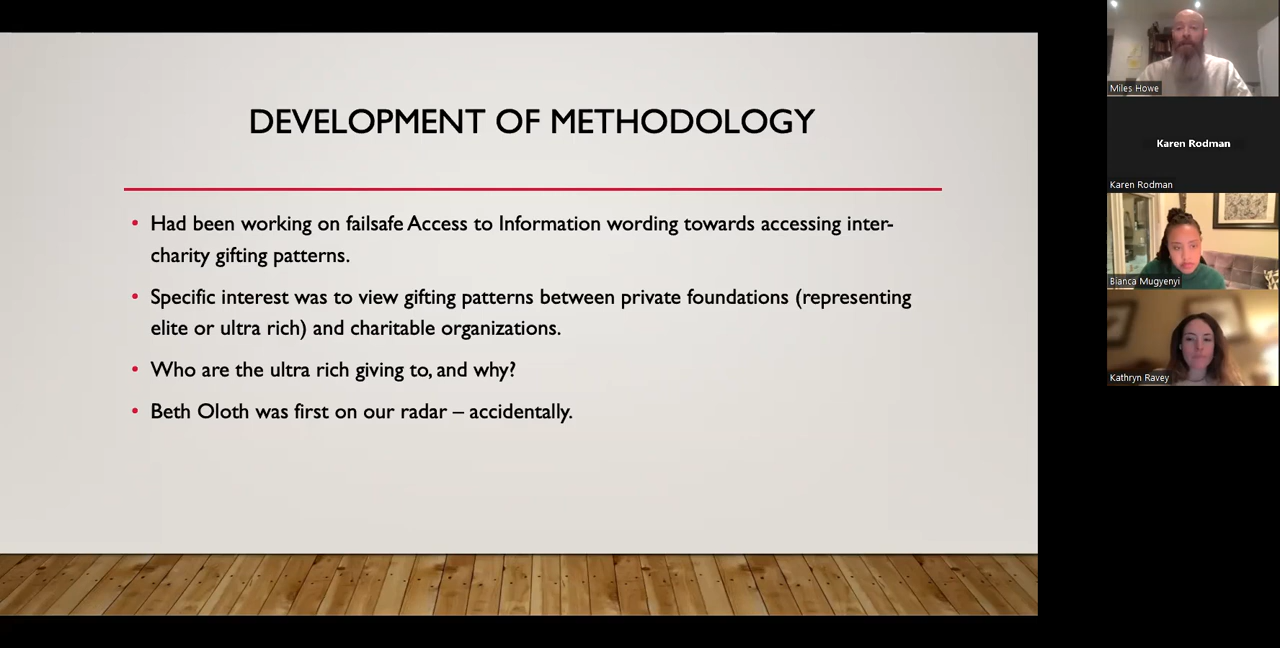 DEVELOPMENT OF METHODOLOGY
• Had been working on failsafe Access to Information wording towards accessing inter-
charity gifting patterns.
• Specific interest was to view gifting patterns between private foundations (representing
elite or ultra rich) and charitable organizations.
• Who are the ultra rich giving to, and why?
• Beth Oloth was first on our radar – accidentally.
Miles Howe
Karen Rodman
Karen Rodman
Bianca Mugyenyi
Kathryn Ravey